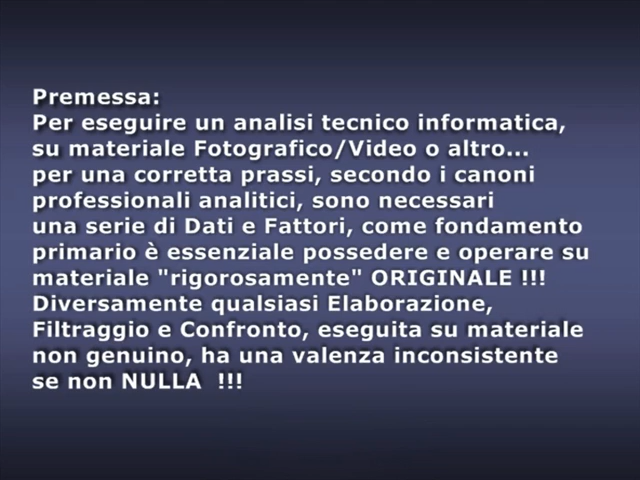 Premessa:
Per eseguire un analisi tecnico informatica,
su materiale Fotografico/Video o altro...
per una corretta prassi, secondo i canoni
professionali analitici, sono necessari
una serie di Dati e Fattori, come fondamento
primario è essenziale possedere e operare su
materiale "rigorosamente" ORIGINALE !!!
Diversamente qualsiasi Elaborazione,
Filtraggio e Confronto, eseguita su materiale
non genuino, ha una valenza inconsistente
se non NULLA  !!!